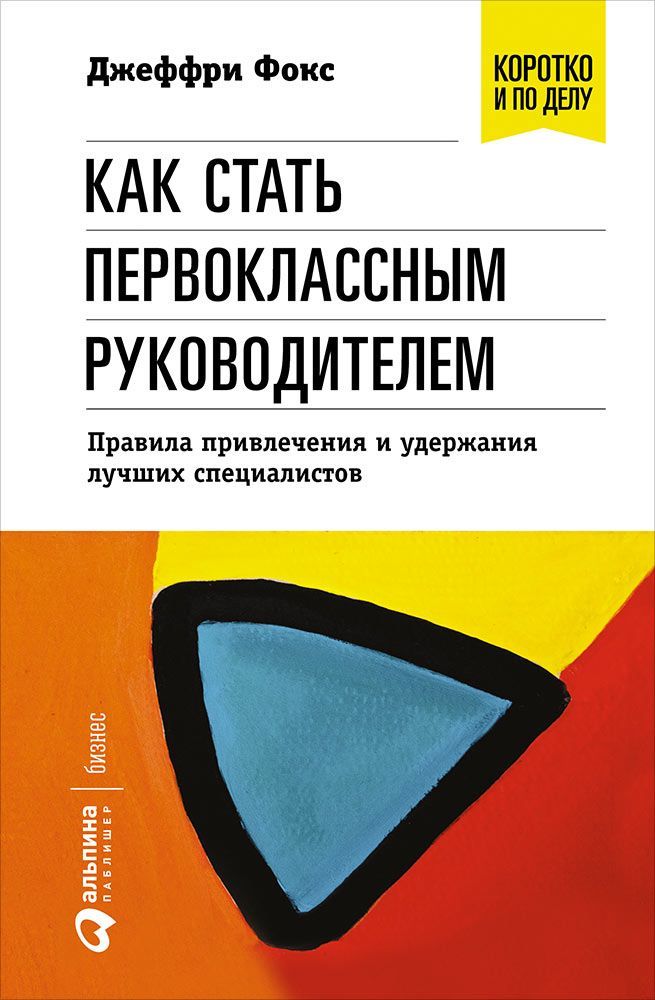 Джеффри Фокс
КОРОТКО
И ПО ДЕЛУ
КАК СТАТЬ
ПЕРВОКЛАССНЫМ
РУКОВОДИТЕЛЕМ
Правила привлечения и удержания
лучших специалистов
бизнес
альпина
ПАБЛИШЕР